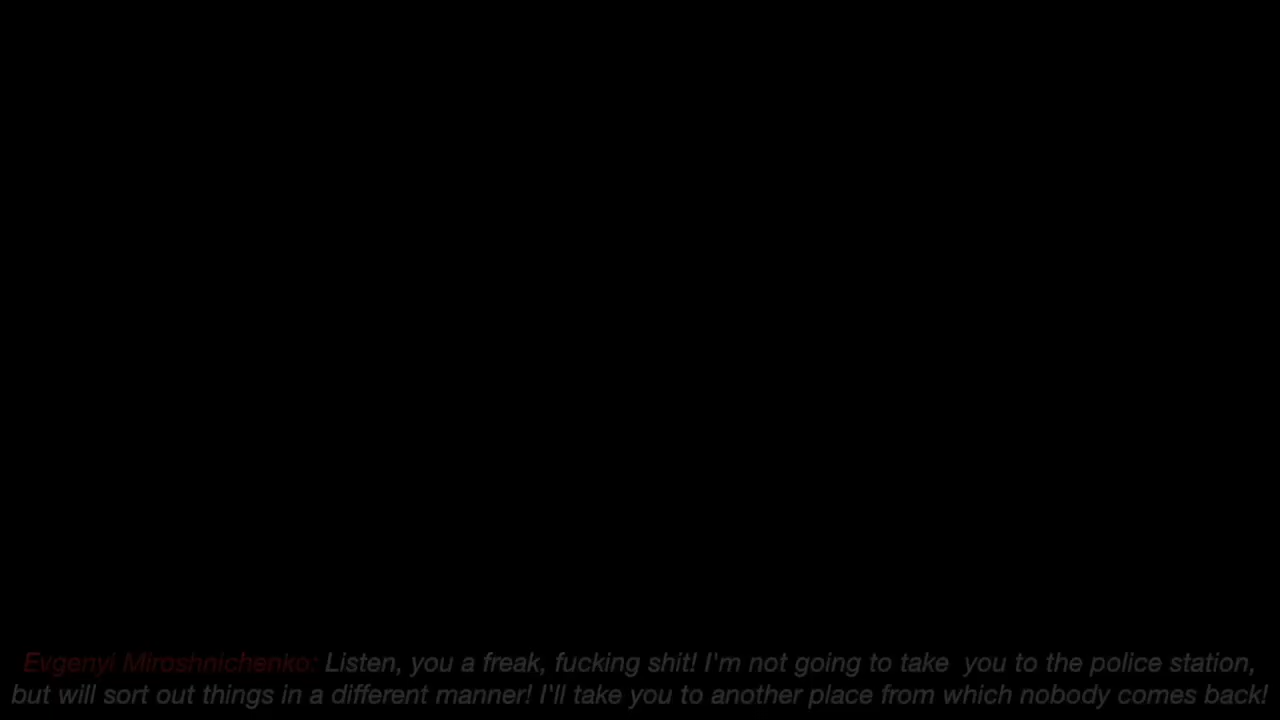 Evgenyi Miroshnichenko: Listen, you a freak, fucking shit! I'm not going to take  you to the police station,
but will sort out things in a different manner! I'll take you to another place from which nobody comes back!